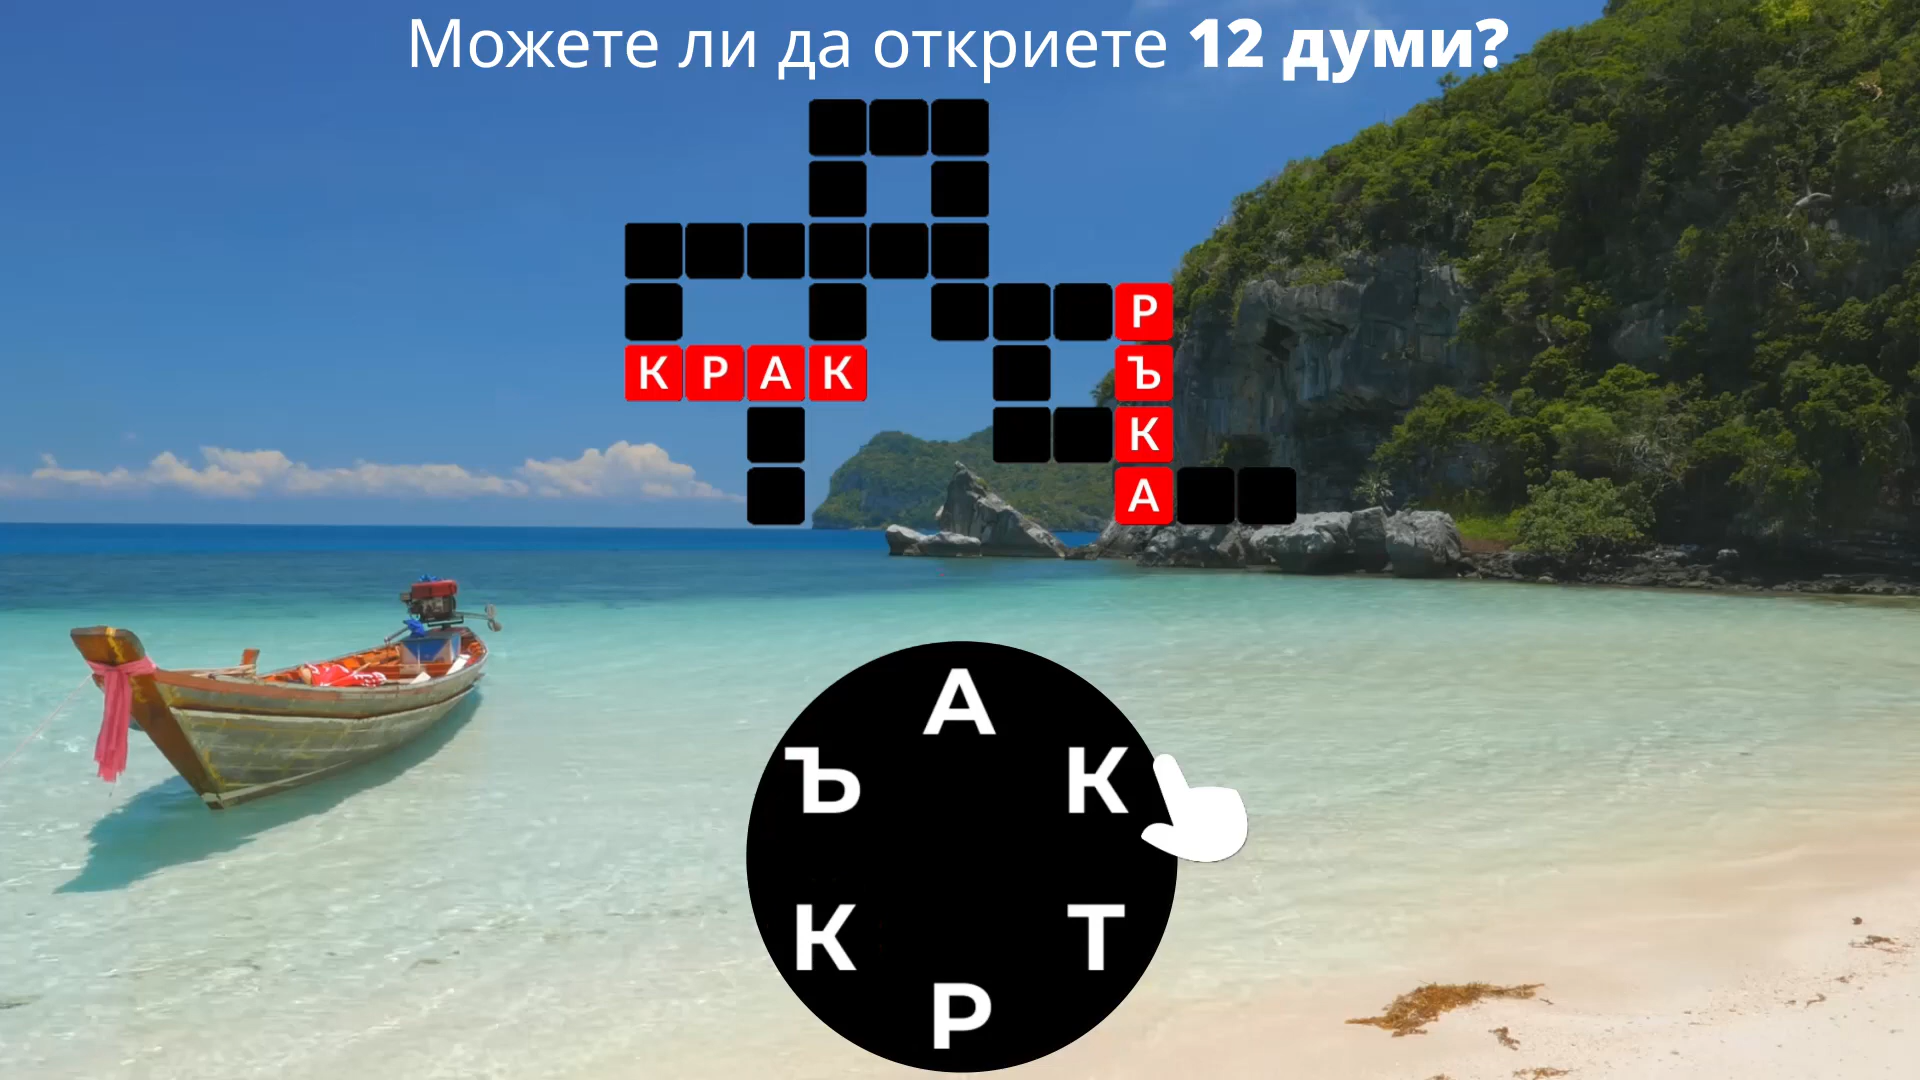 Можете ли да откриете 12 думи?
Р
КРАК Ъ
К
А
А
Ъ К
К Т
Р